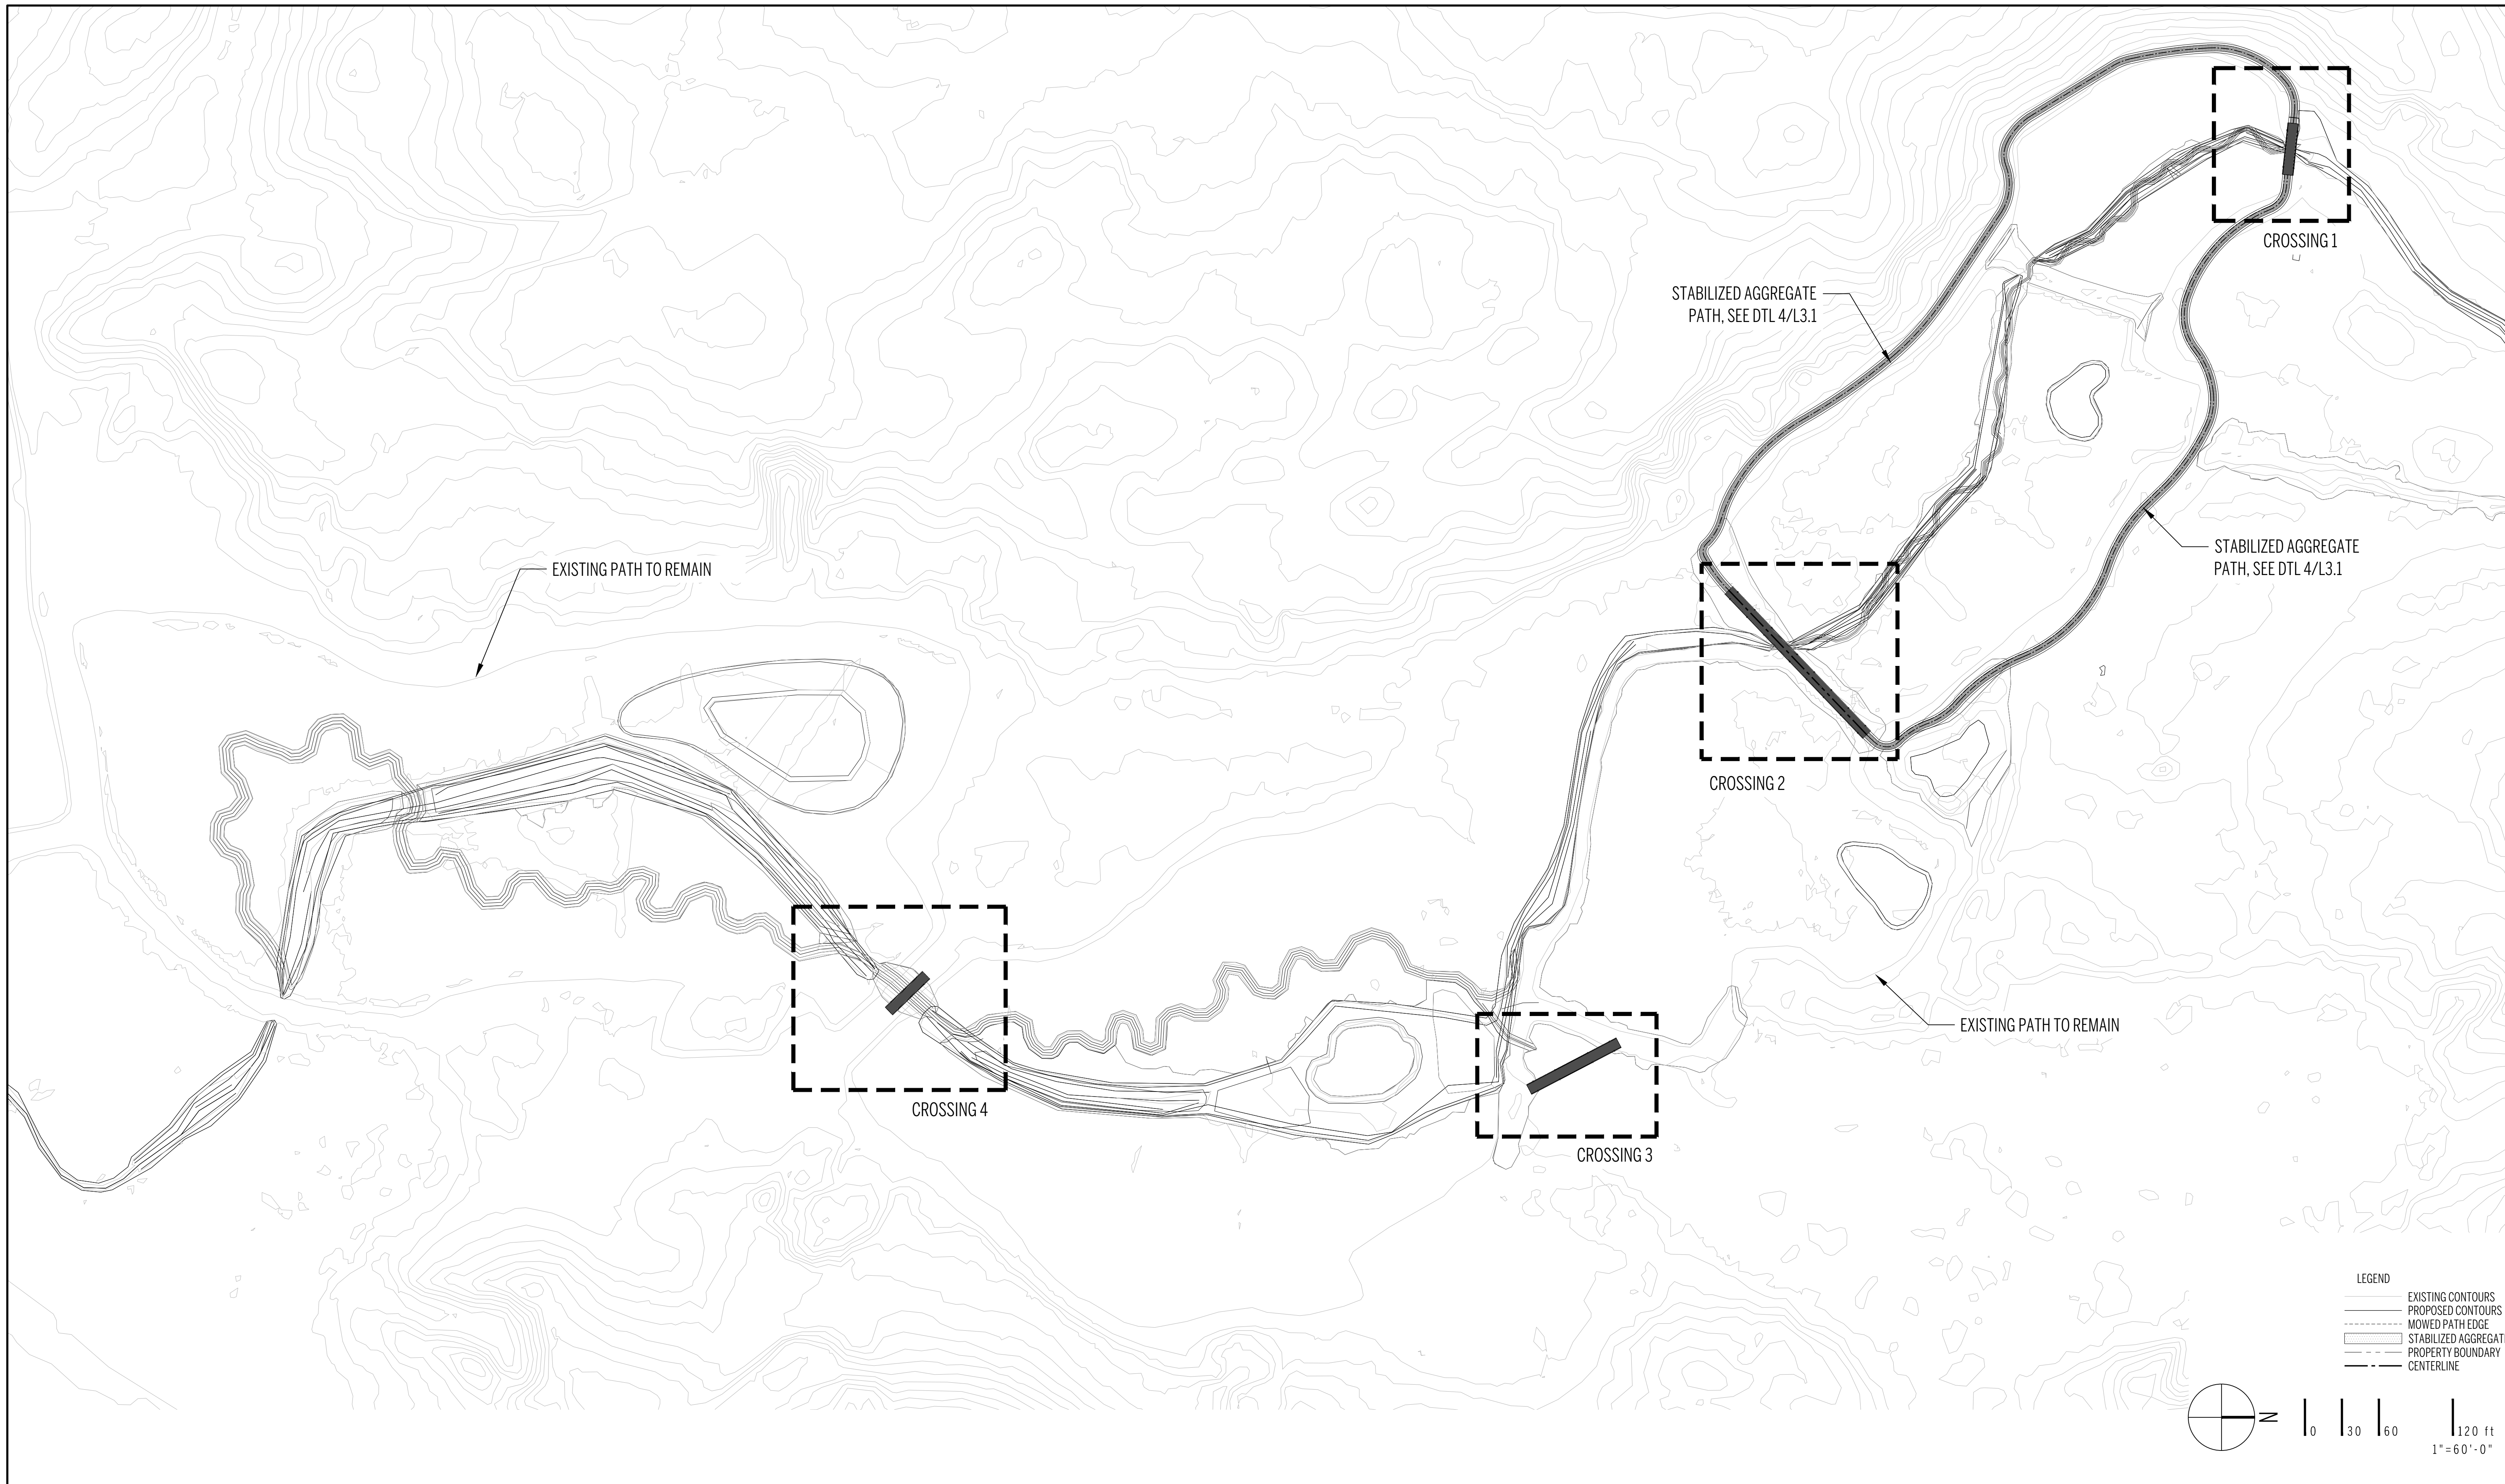 CROSSING 1
STABILIZED AGGREGATE
PATH, SEE DTL 4/L3.1
STABILIZED AGGREGATE
PATH, SEE DTL 4/L3.1
EXISTING PATH TO REMAIN
CROSSING 2
EXISTING PATH TO REMAIN
CROSSING 4
CROSSING 3
LEGEND
EXISTING CONTOURS
PROPOSED CONTOURS
MOWED PATH EDGE
STABILIZED AGGREGAT
PROPERTY BOUNDARY
CENTERLINE
N
0 30 60 120 ft
1"=60'-0"